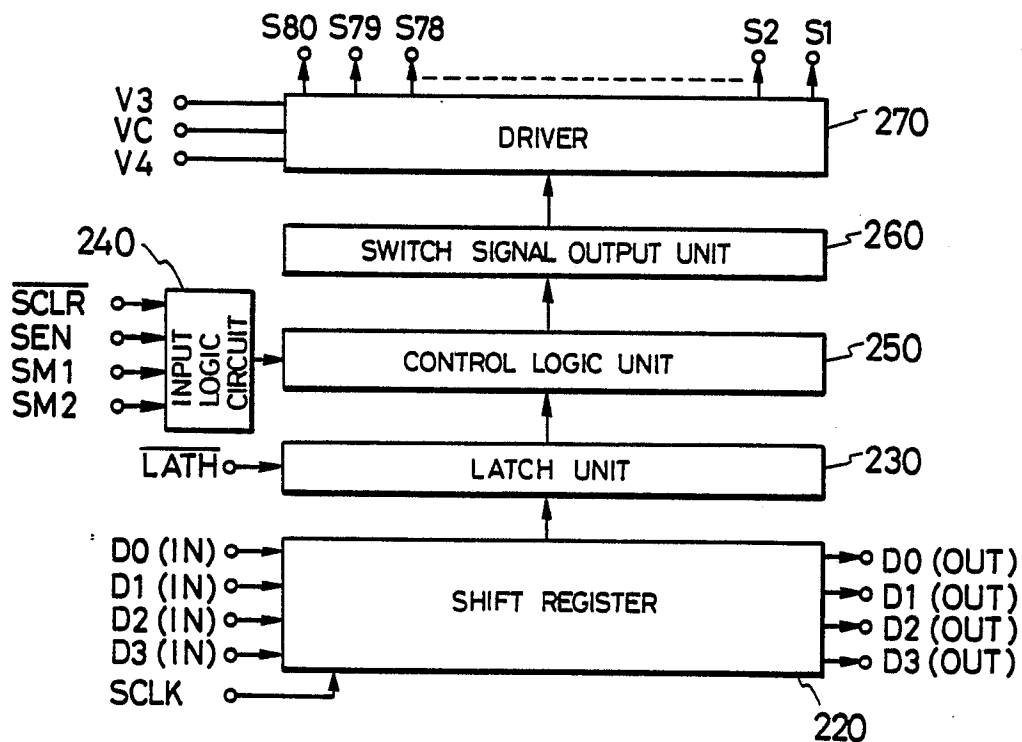 S80 S79 S78 S2 S1
V3
VC
V4
DRIVER
270
SWITCH SIGNAL OUTPUT UNIT
260
240
SCLR
SEN
SM1
SM2
INPUT
LOGIC
CIRCUIT
CONTROL LOGIC UNIT
250
LATH
LATCH UNIT
230
D0 (IN)
D1 (IN)
D2 (IN)
D3 (IN)
SCLK
SHIFT REGISTER
D0 (OUT)
D1 (OUT)
D2 (OUT)
D3 (OUT)
220